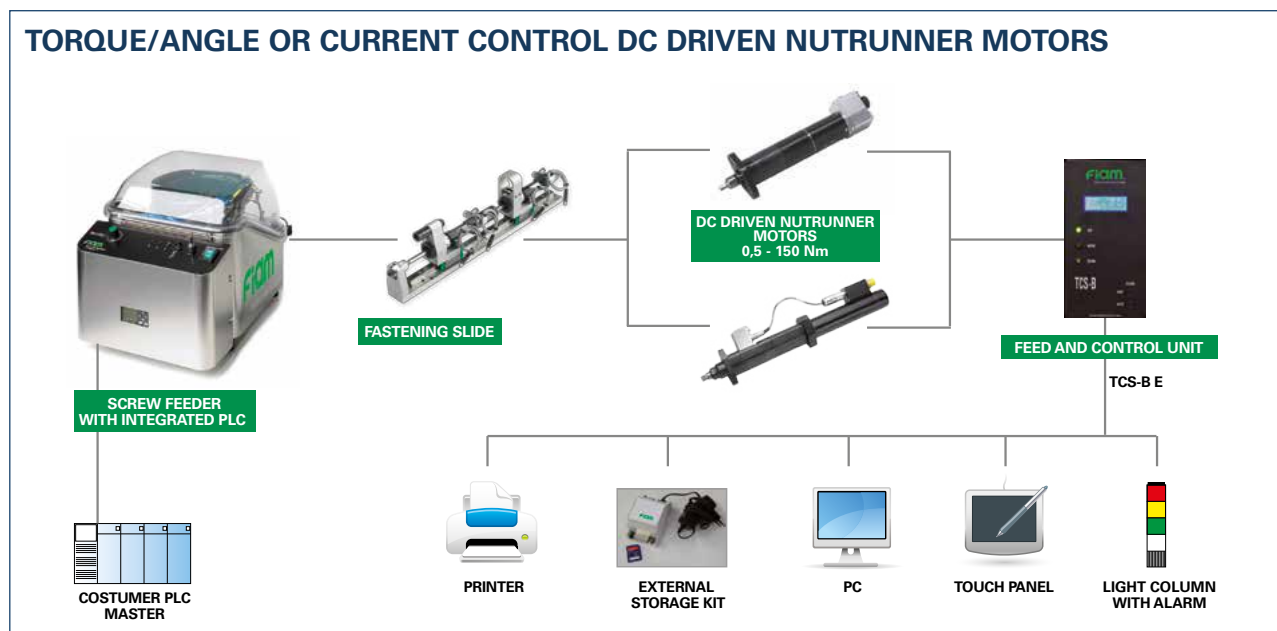 TORQUE/ANGLE OR CURRENT CONTROL DC DRIVEN NUTRUNNER MOTORS
Fiam
DC DRIVEN NUTRUNNER
MOTORS
0,5 - 150 Nm
Fiam
TCS-B
FASTENING SLIDE
FEED AND CONTROL UNIT
TCS-B E
SCREW FEEDER
WITH INTEGRATED PLC
FIAM
COSTUMER PLC
MASTER
PRINTER
EXTERNAL
STORAGE KIT
PC
TOUCH PANEL
LIGHT COLUMN
WITH ALARM